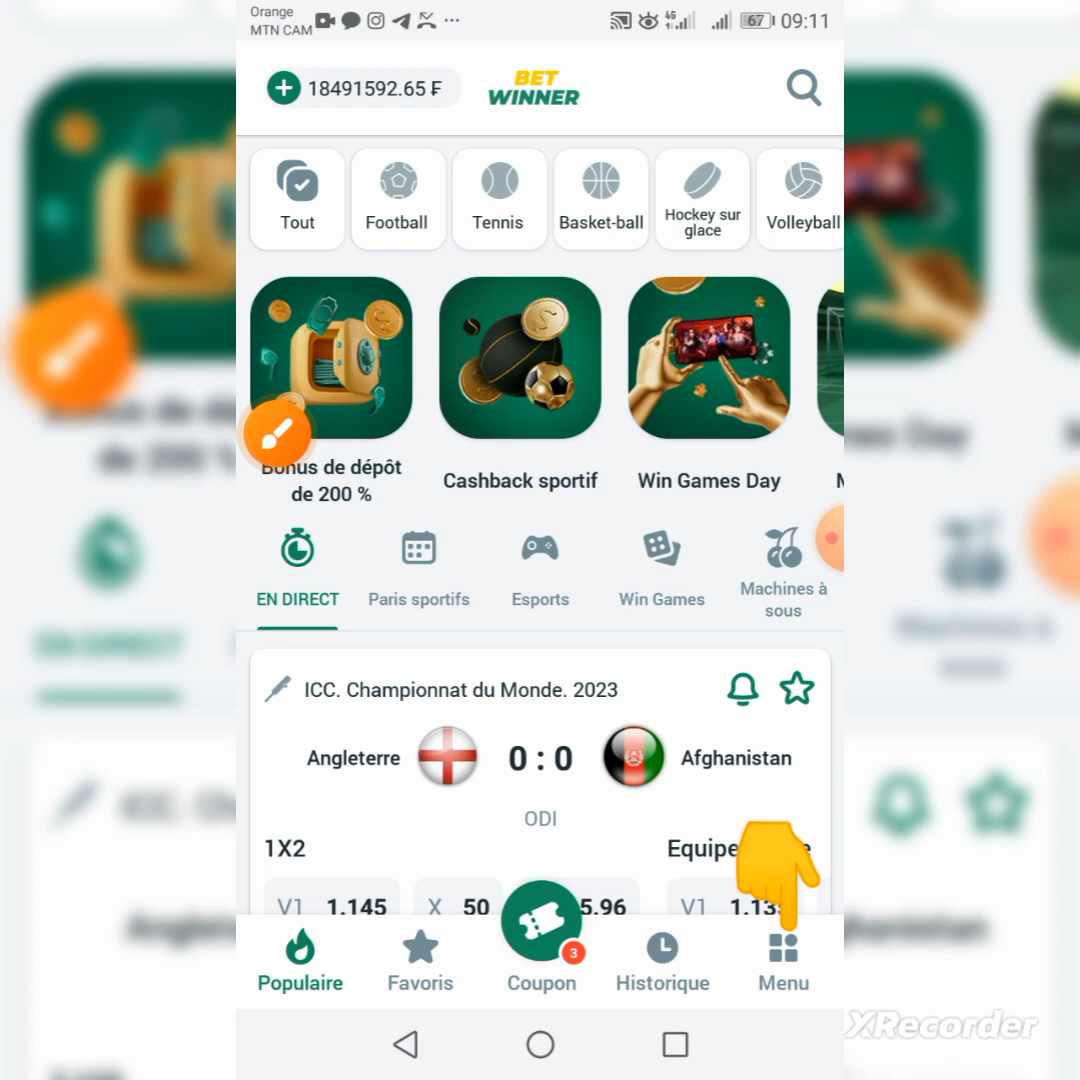 Orange
MTN CAM
4G
67
09:11
18491592.65 ₣
BET
WINNER
Tout
Football
Tennis
Basket-ball
Hockey sur
glace
Volleyball
Bonus de dépôt
de 200 %
Cashback sportif
Win Games Day
EN DIRECT
Paris sportifs
Esports
Win Games
Machines à
sous
ICC. Championnat du Monde. 2023
Angleterre
0 : 0
Afghanistan
ODI
1X2
V1 1.145
X 50
5.96
V1
3
Populaire
Favoris
Coupon
Historique
Menu
XRecorder